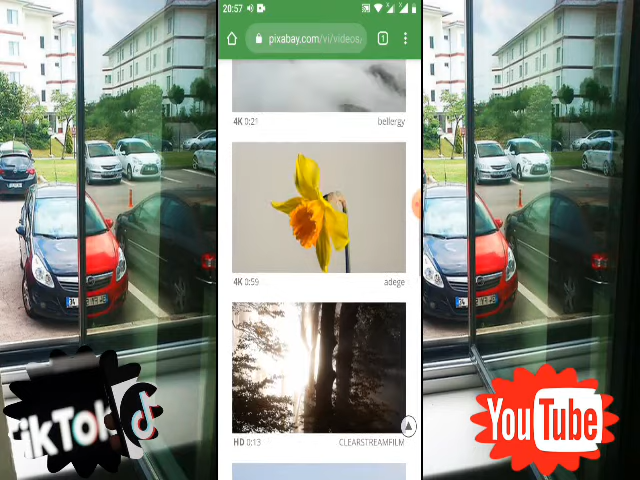 20:57
pixabay.com/vi/videos/
1
4K 0:21
bellergy
4K 0:59
adege
HD 0:13
CLEARSTREAMFILM
ikTok
YouTube